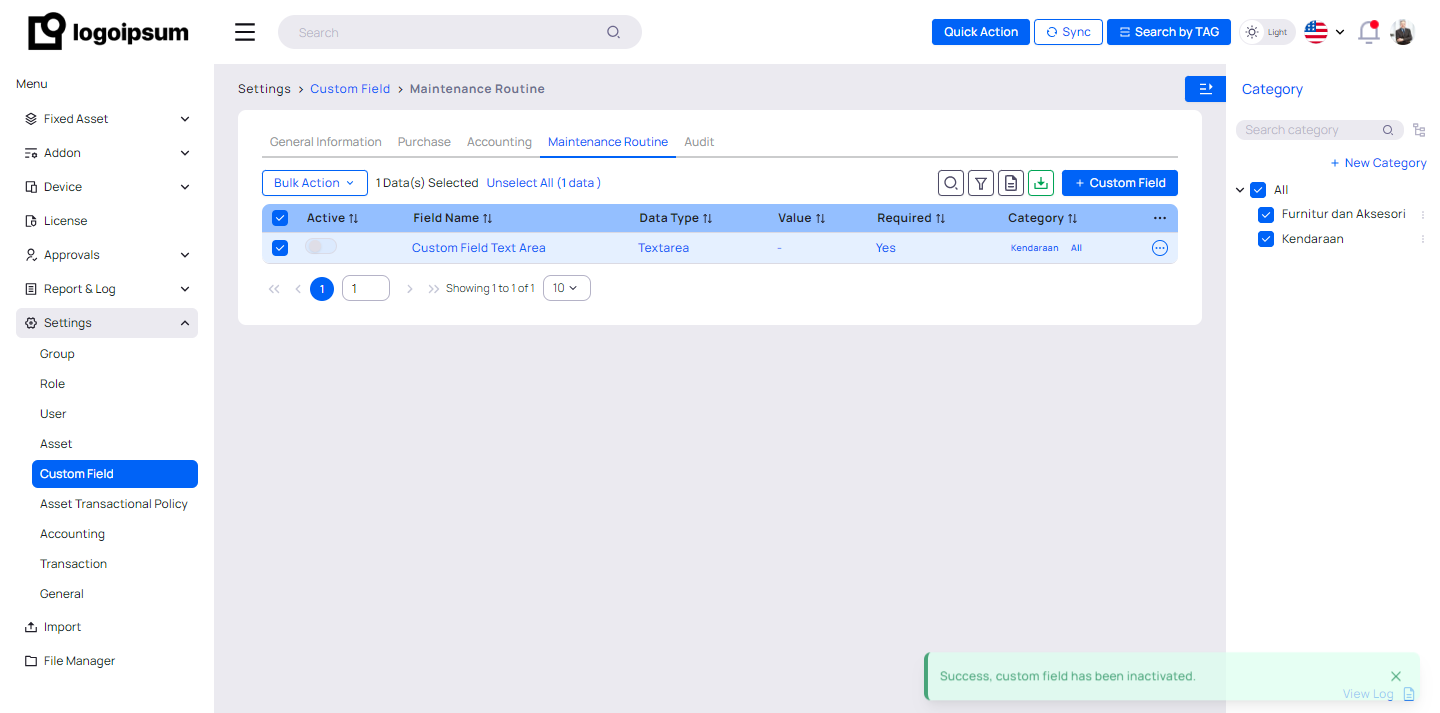 logoipsum
Search
Quick Action
Sync
Search by TAG
Light
Menu
Fixed Asset
Addon
Device
License
Approvals
Report & Log
Settings
Group
Role
User
Asset
Custom Field
Asset Transactional Policy
Accounting
Transaction
General
Import
File Manager
Settings > Custom Field > Maintenance Routine
General Information Purchase Accounting Maintenance Routine Audit
Bulk Action 1 Data(s) Selected Unselect All (1 data ) + Custom Field
Active Field Name Data Type Value Required Category
Custom Field Text Area Textarea - Yes Kendaraan All
1 1 Showing 1 to 1 of 1 10
Category
Search category
+ New Category
All
Furnitur dan Aksesori
Kendaraan
Success, custom field has been inactivated.
View Log